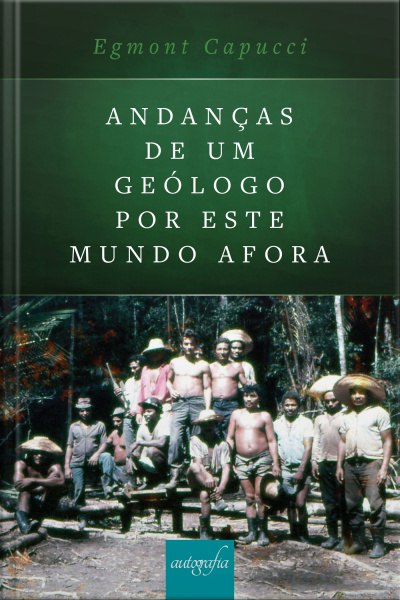 Egmont Capucci
ANDANÇAS
DE UM
GEÓLOGO
POR ESTE
MUNDO AFORA
autografia